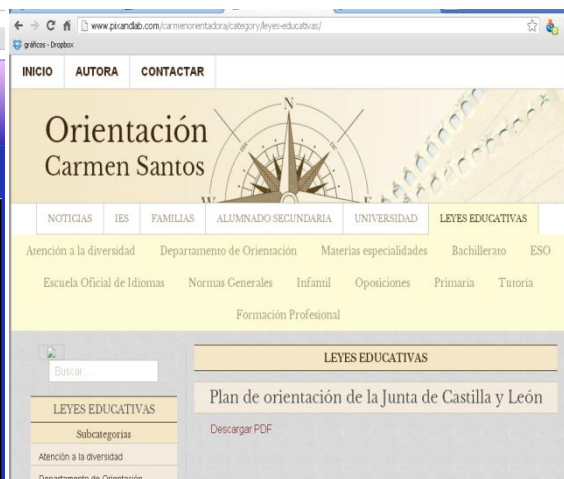 www.pixandlab.com/carmenorientadora/category/leyes-educativas/
gráficos - Dropbox
INICIO AUTORA CONTACTAR
Orientación
Carmen Santos
N
W E
NOTICIAS IES FAMILIAS ALUMNADO SECUNDARIA UNIVERSIDAD LEYES EDUCATIVAS
Atención a la diversidad Departamento de Orientación Materias especialidades Bachillerato ESO
Escuela Oficial de Idiomas Normas Generales Infantil Oposiciones Primaria Tutoría
Formación Profesional
Buscar...
LEYES EDUCATIVAS
LEYES EDUCATIVAS
Plan de orientación de la Junta de Castilla y León
Subcategorías
Descargar PDF
Atención a la diversidad
Departamento de Orientación